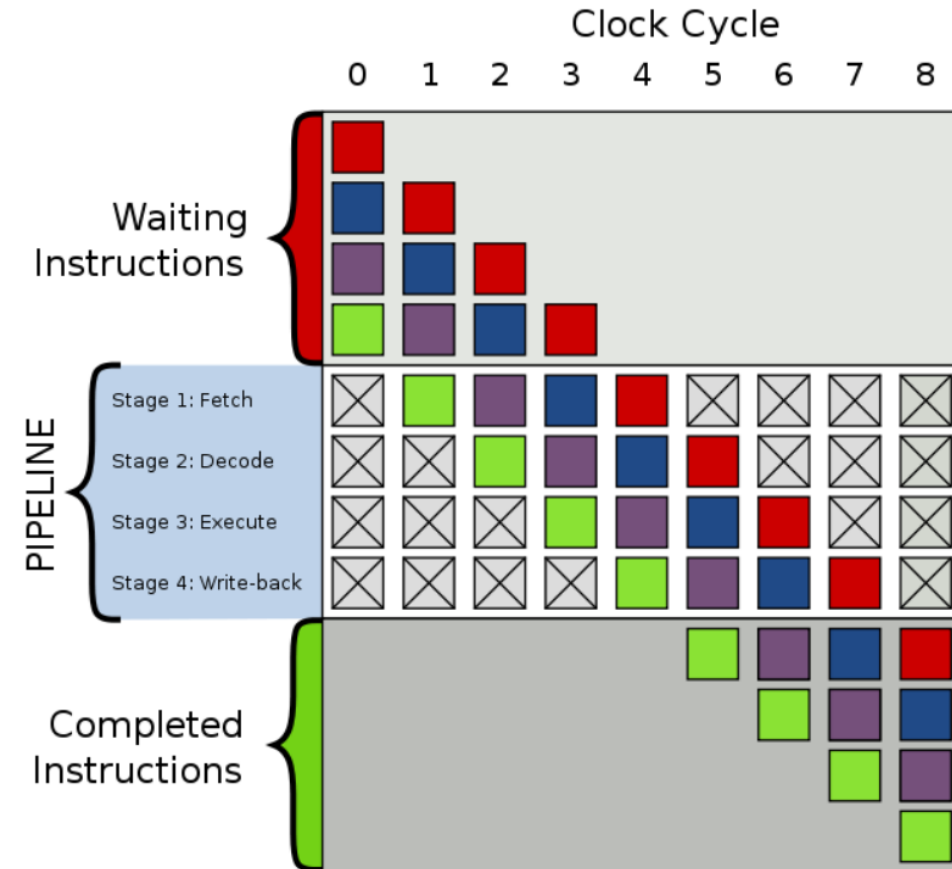 Clock Cycle
0 1 2 3 4 5 6 7 8
Waiting
Instructions
PIPELINE
Stage 1: Fetch
Stage 2: Decode
Stage 3: Execute
Stage 4: Write-back
Completed
Instructions